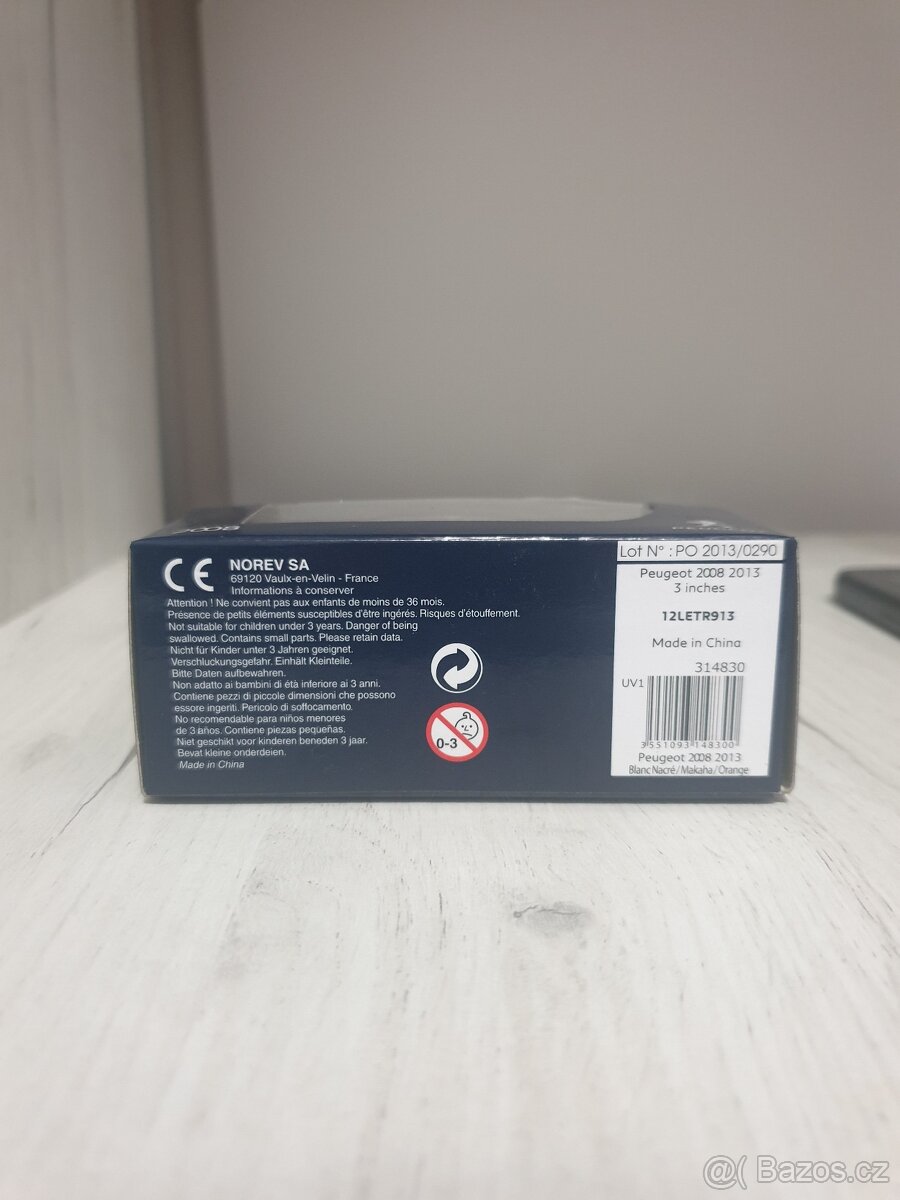 2008
NOREV SA
69120 Vaulx-en-Velin - France
Informations à conserver
Attention ! Ne convient pas aux enfants de moins de 36 mois.
Présence de petits éléments susceptibles d'être ingérés. Risques d'étouffement.
Not suitable for children under 3 years. Danger of being
swallowed. Contains small parts. Please retain data.
Nicht für Kinder unter 3 Jahren geeignet.
Verschluckungsgefahr. Einhält Kleinteile.
Bitte Daten aufbewahren.
Non adatto ai bambini di étà inferiore ai 3 anni.
Contiene pezzi di piccole dimensioni che possono
essore ingeriti. Pericolo di soffocamento.
No recomendable para niños menores
de 3 años. Contiene piezas pequeñas.
Niet geschikt voor kinderen beneden 3 jaar.
Bevat kleine onderdeien.
Made in China
0-3
Lot N° : PO 2013/0290
Peugeot 2008 2013
3 inches
12LETR913
Made in China
314830
UV1
3 551093 148300
Peugeot 2008 2013
Blanc Nacré/Makaha/Orange
@( Bazos.cz